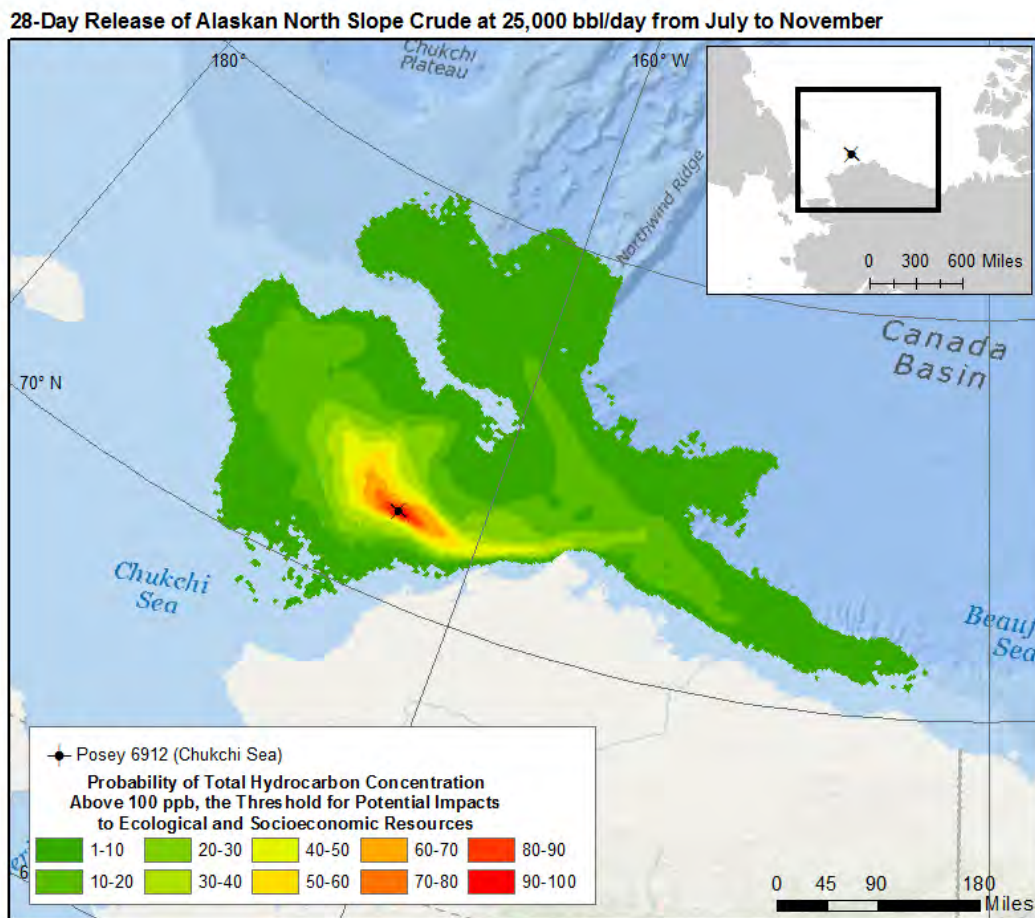 28-Day Release of Alaskan North Slope Crude at 25,000 bbl/day from July to November
180°
Chukchi
Plateau
160° W
Northwind Ridge
0 300 600 Miles
Canada
Basin
70° N
Chukchi
Sea
Beauf
Sea
Posey 6912 (Chukchi Sea)
Probability of Total Hydrocarbon Concentration
Above 100 ppb, the Threshold for Potential Impacts
to Ecological and Socioeconomic Resources
1-10 20-30 40-50 60-70 80-90
10-20 30-40 50-60 70-80 90-100
0 45 90 180
Miles